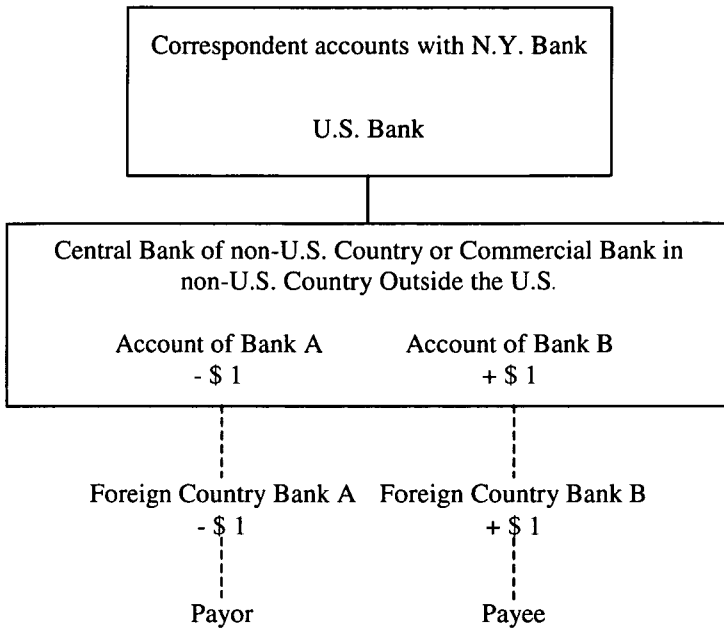 Correspondent accounts with N.Y. Bank
U.S. Bank
Central Bank of non-U.S. Country or Commercial Bank in
non-U.S. Country Outside the U.S.
Account of Bank A Account of Bank B
- $ 1 + $ 1
Foreign Country Bank A Foreign Country Bank B
- $ 1 + $ 1
Payor Payee